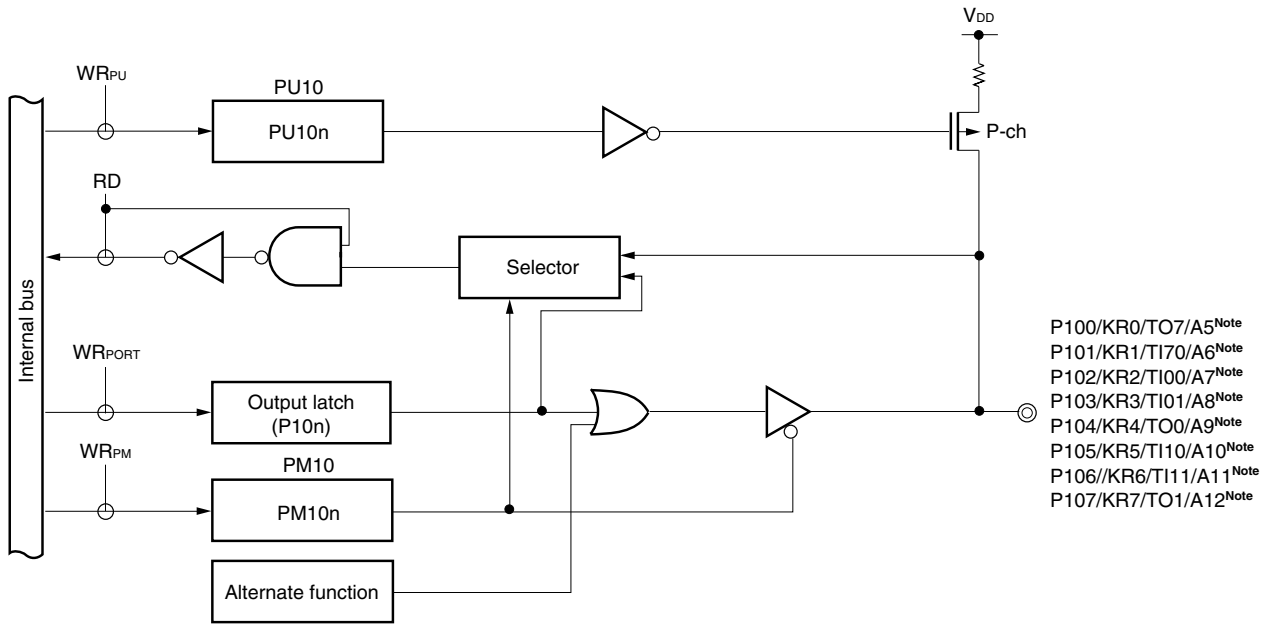 VDD
WRPU
PU10
PU10n
P-ch
RD
Selector
Internal bus
WRPORT
Output latch
(P10n)
WRPM
PM10
PM10n
Alternate function
P100/KR0/TO7/A5Note
P101/KR1/TI70/A6Note
P102/KR2/TI00/A7Note
P103/KR3/TI01/A8Note
P104/KR4/TO0/A9Note
P105/KR5/TI10/A10Note
P106//KR6/TI11/A11Note
P107/KR7/TO1/A12Note